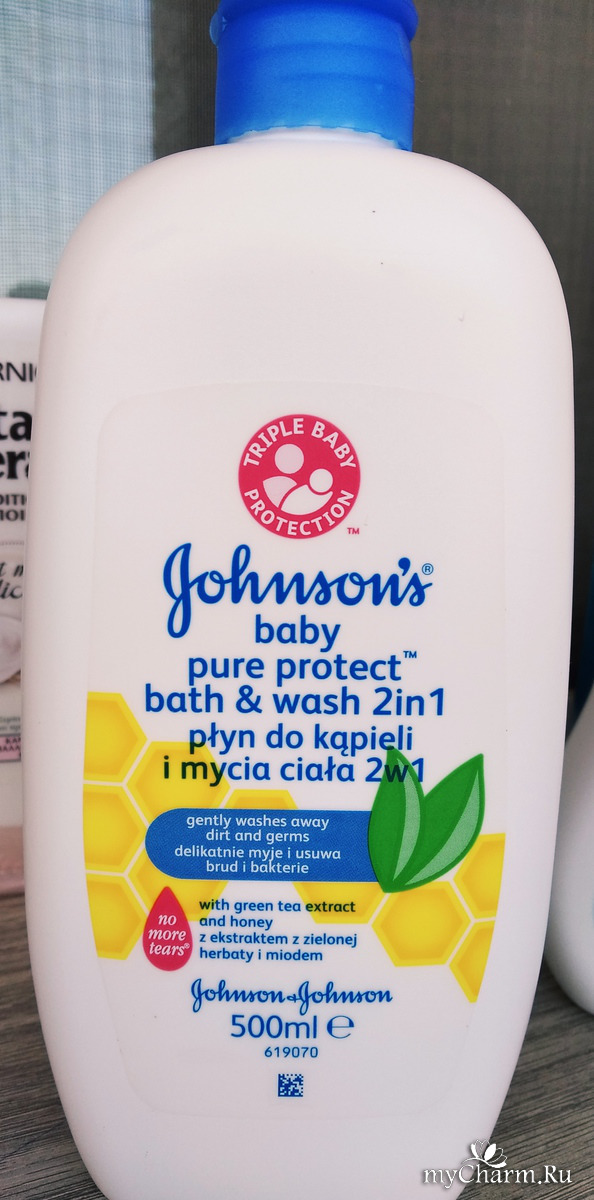 TRIPLE BABY
PROTECTION™
Johnson's®
baby
pure protect™
bath & wash 2in1
płyn do kąpieli
i mycia ciała 2w1
gently washes away
dirt and germs
delikatnie myje i usuwa
brud i bakterie
no
more
tears®
with green tea extract
and honey
z ekstraktem z zielonej
herbaty i miodem
Johnson & Johnson
500ml ℮
619070
myCharm.Ru